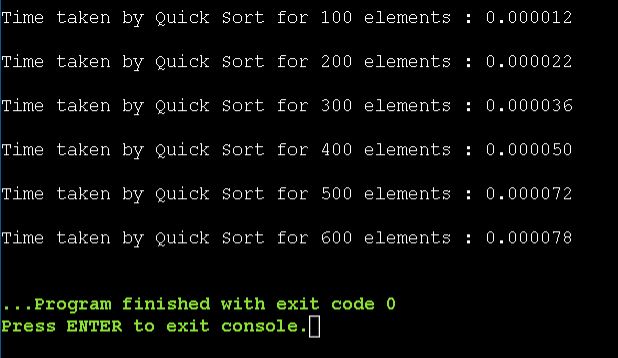 Time taken by Quick Sort for 100 elements : 0.000012
Time taken by Quick Sort for 200 elements : 0.000022
Time taken by Quick Sort for 300 elements : 0.000036
Time taken by Quick Sort for 400 elements : 0.000050
Time taken by Quick Sort for 500 elements : 0.000072
Time taken by Quick Sort for 600 elements : 0.000078
...Program finished with exit code 0
Press ENTER to exit console.